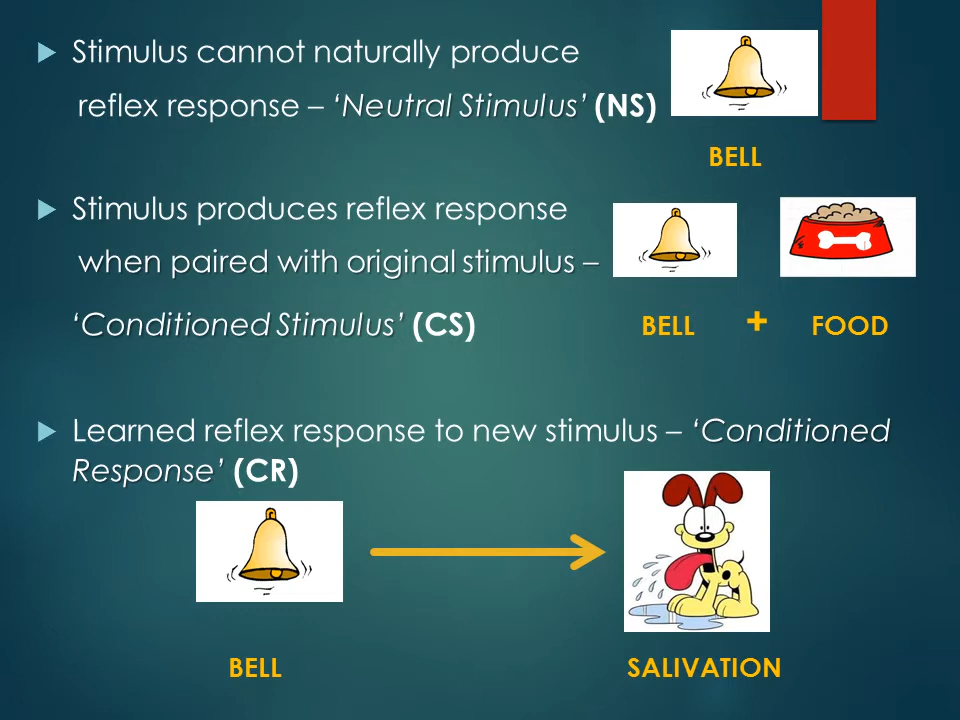 Stimulus cannot naturally produce
reflex response – ‘Neutral Stimulus’ (NS)
BELL
Stimulus produces reflex response
when paired with original stimulus –
‘Conditioned Stimulus’ (CS)
BELL + FOOD
Learned reflex response to new stimulus – ‘Conditioned
Response’ (CR)
BELL
SALIVATION